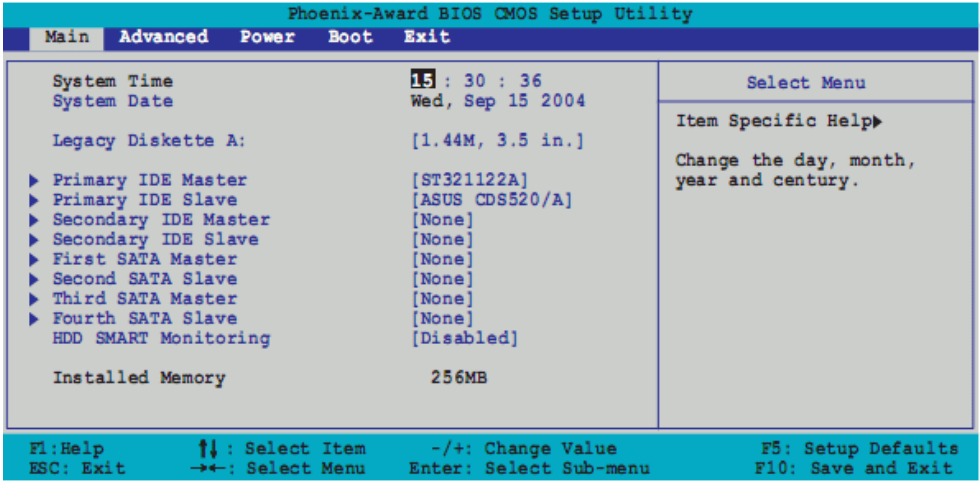 Phoenix-Award BIOS CMOS Setup Utility
Main Advanced Power Boot Exit
System Time 15 : 30 : 36
System Date Wed, Sep 15 2004
Legacy Diskette A: [1.44M, 3.5 in.]
Primary IDE Master [ST321122A]
Primary IDE Slave [ASUS CDS520/A]
Secondary IDE Master [None]
Secondary IDE Slave [None]
First SATA Master [None]
Second SATA Slave [None]
Third SATA Master [None]
Fourth SATA Slave [None]
HDD SMART Monitoring [Disabled]
Installed Memory 256MB
Select Menu
Item Specific Help
Change the day, month,
year and century.
F1:Help : Select Item -/+: Change Value F5: Setup Defaults
ESC: Exit : Select Menu Enter: Select Sub-menu F10: Save and Exit